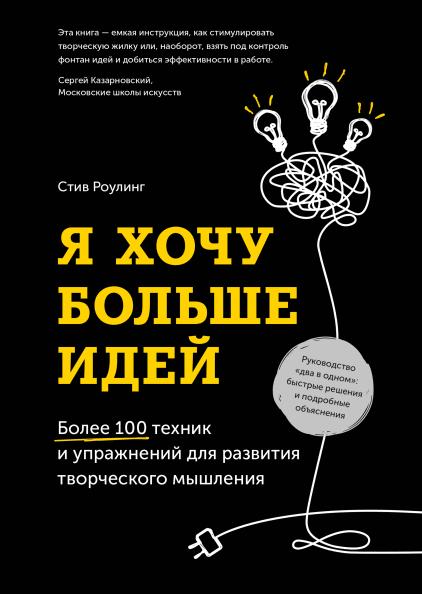 Эта книга — емкая инструкция, как стимулировать
творческую жилку или, наоборот, взять под контроль
фонтан идей и добиться эффективности в работе.
Сергей Казарновский,
Московские школы искусств
Стив Роулинг
Я ХОЧУ
БОЛЬШЕ
ИДЕЙ
Руководство
«два в одном»:
быстрые решения
и подробные
объяснения
Более 100 техник
и упражнений для развития
творческого мышления